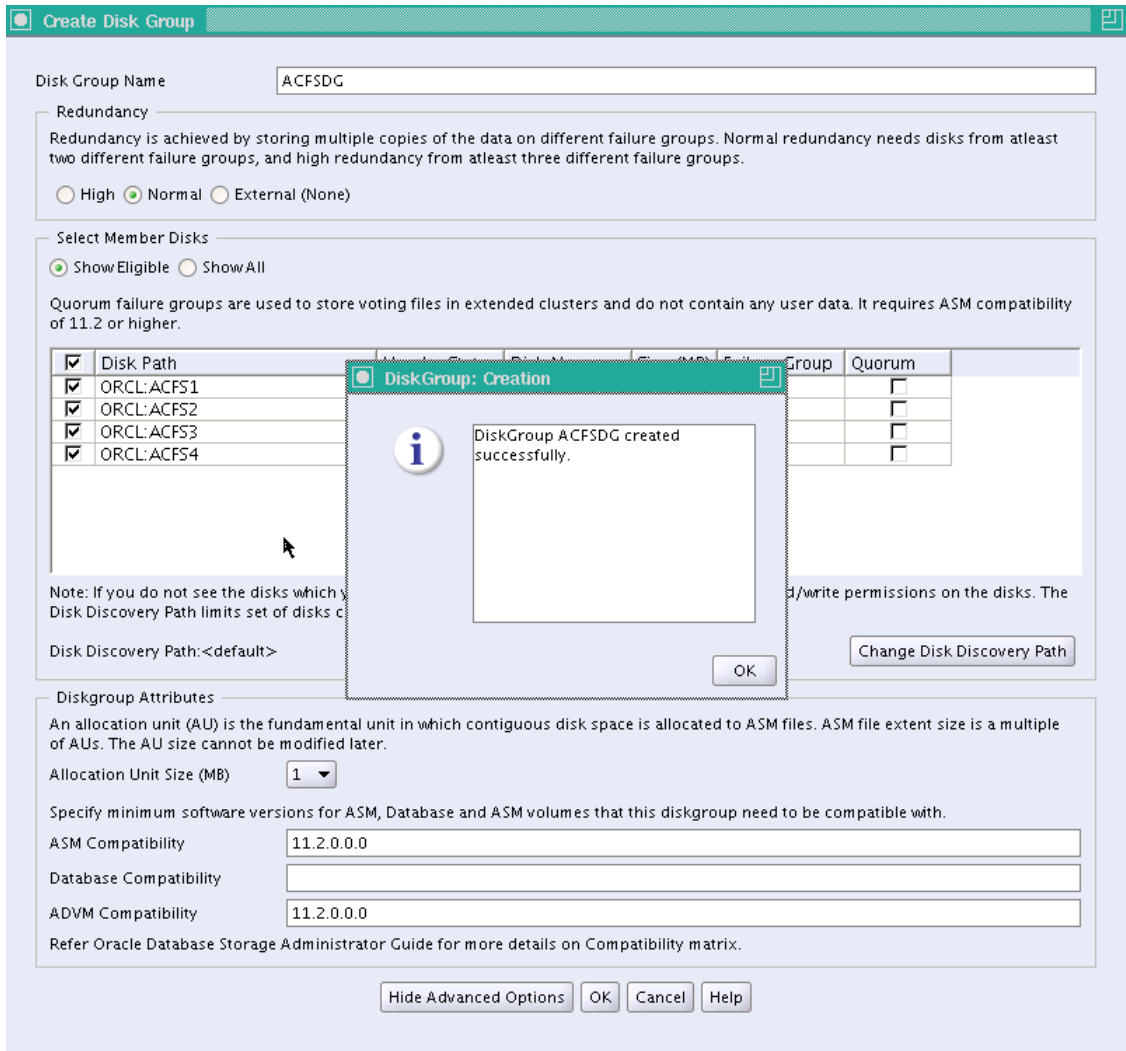 Create Disk Group
Disk Group Name
ACFSDG
Redundancy
Redundancy is achieved by storing multiple copies of the data on different failure groups. Normal redundancy needs disks from atleast
two different failure groups, and high redundancy from atleast three different failure groups.
High Normal External (None)
Select Member Disks
Show Eligible Show All
Quorum failure groups are used to store voting files in extended clusters and do not contain any user data. It requires ASM compatibility
of 11.2 or higher.
Disk Path Group Quorum
ORCL:ACFS1
ORCL:ACFS2
ORCL:ACFS3
ORCL:ACFS4
DiskGroup: Creation
DiskGroup ACFSDG created
successfully.
OK
Note: If you do not see the disks which /write permissions on the disks. The
Disk Discovery Path limits set of disks
Disk Discovery Path:<default>
Change Disk Discovery Path
Diskgroup Attributes
An allocation unit (AU) is the fundamental unit in which contiguous disk space is allocated to ASM files. ASM file extent size is a multiple
of AUs. The AU size cannot be modified later.
Allocation Unit Size (MB) 1
Specify minimum software versions for ASM, Database and ASM volumes that this diskgroup need to be compatible with.
ASM Compatibility 11.2.0.0.0
Database Compatibility
ADVM Compatibility 11.2.0.0.0
Refer Oracle Database Storage Administrator Guide for more details on Compatibility matrix.
Hide Advanced Options OK Cancel Help